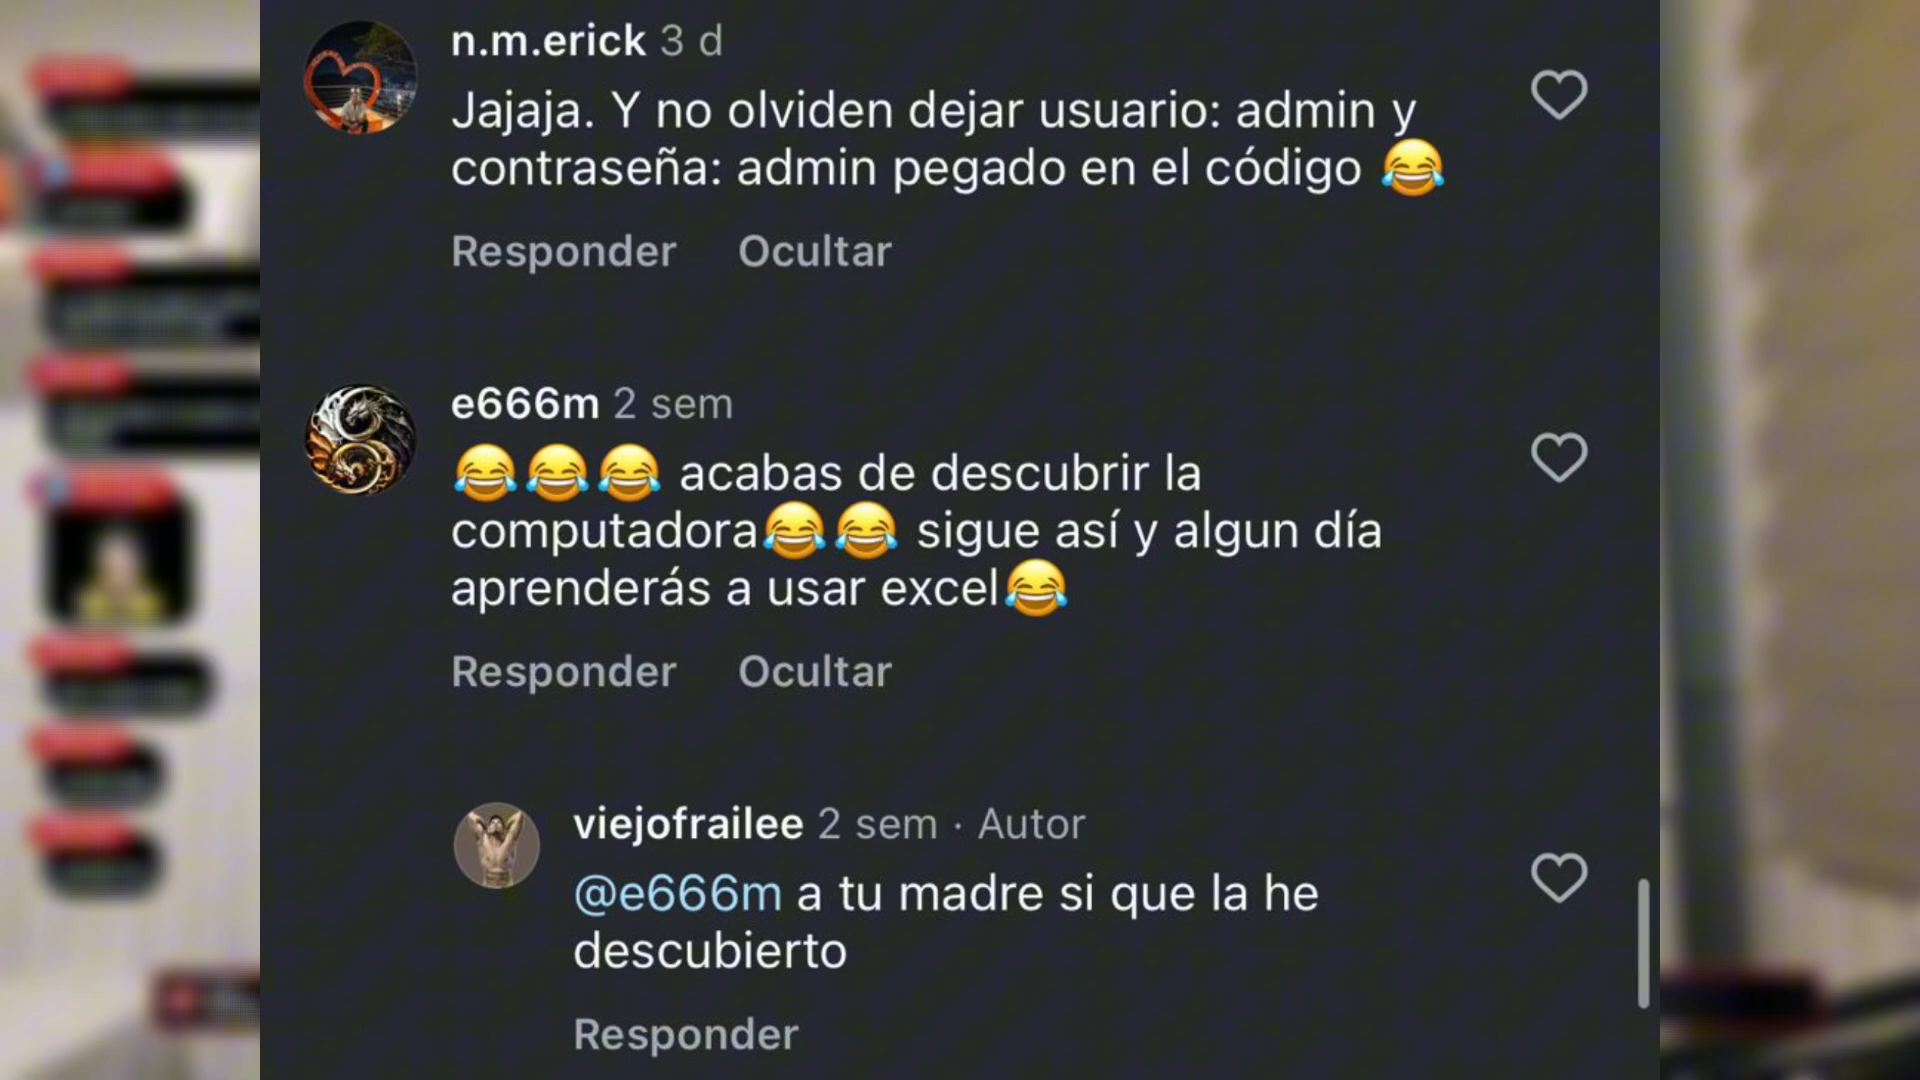 n.m.erick 3 d
Jajaja. Y no olviden dejar usuario: admin y
contraseña: admin pegado en el código 😂
Responder Ocultar
e666m 2 sem
😂😂😂 acabas de descubrir la
computadora😂😂 sigue así y algun día
aprenderás a usar excel😂
Responder Ocultar
viejofrailee 2 sem · Autor
@e666m a tu madre si que la he
descubierto
Responder